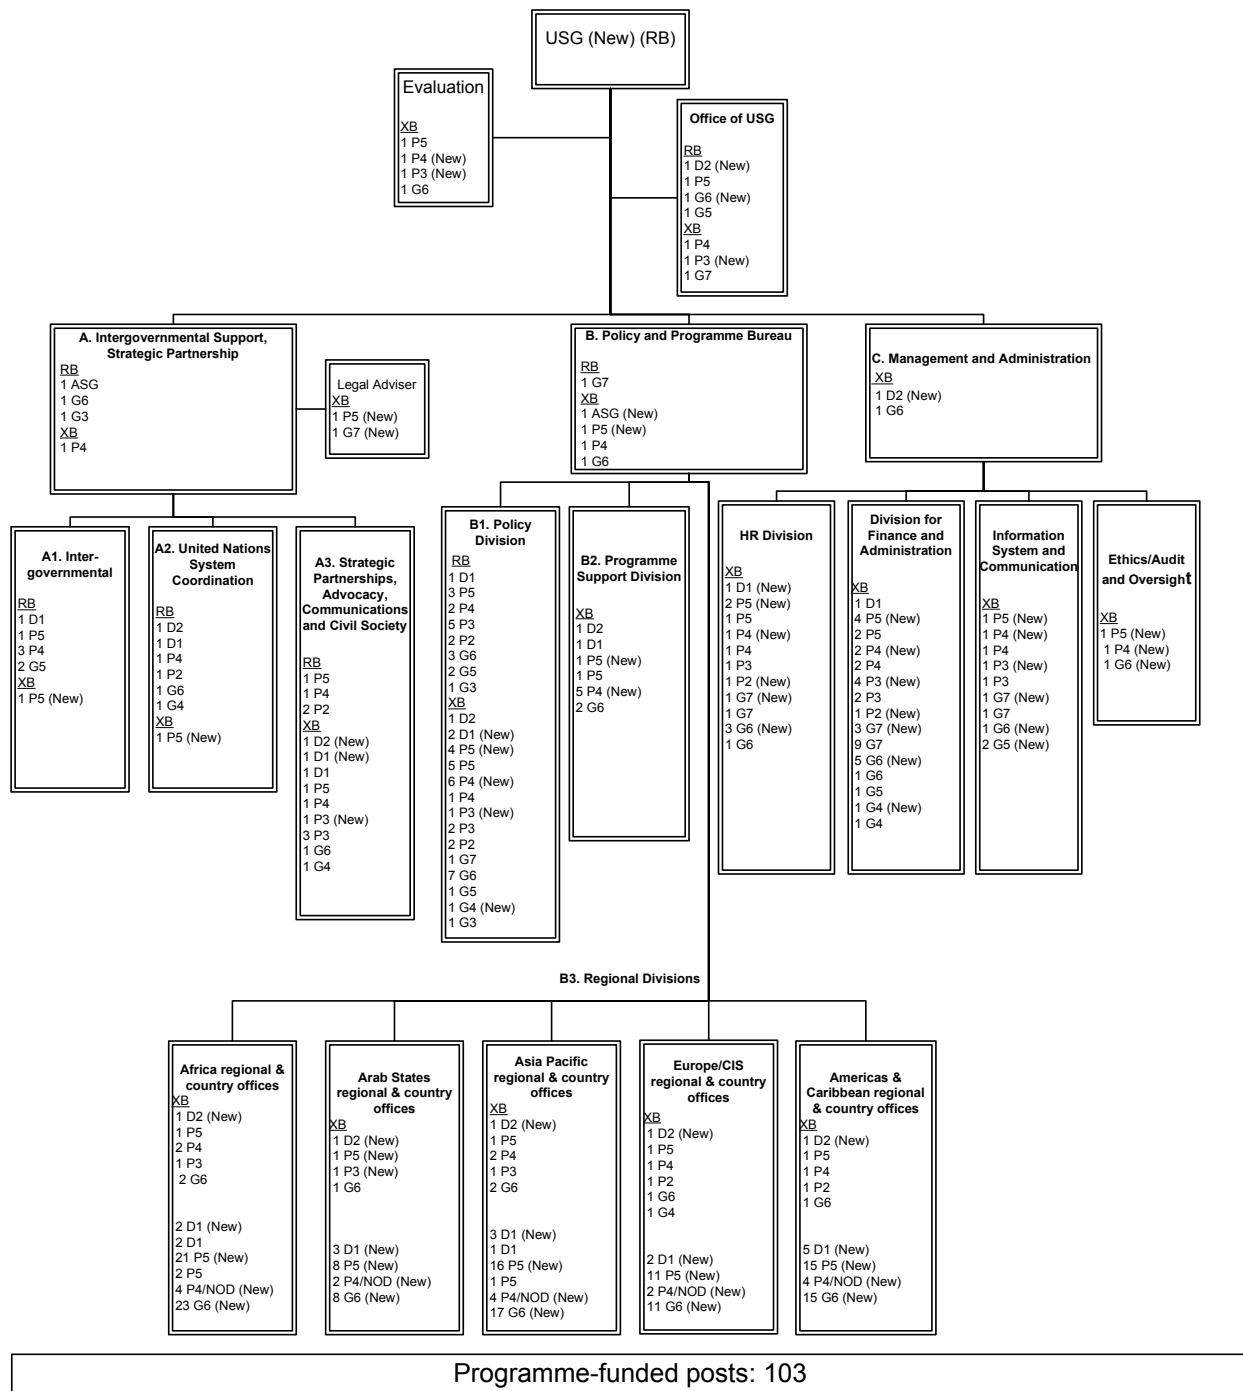 USG (New) (RB)
Evaluation
XB
1 P5
1 P4 (New)
1 P3 (New)
1 G6
Office of USG
RB
1 D2 (New)
1 P5
1 G6 (New)
1 G5
XB
1 P4
1 P3 (New)
1 G7
A. Intergovernmental Support,
Strategic Partnership
RB
1 ASG
1 G6
1 G3
XB
1 P4
Legal Adviser
XB
1 P5 (New)
1 G7 (New)
B. Policy and Programme Bureau
RB
1 G7
XB
1 ASG (New)
1 P5 (New)
1 P4
1 G6
C. Management and Administration
XB
1 D2 (New)
1 G6
A1. Inter-
governmental
RB
1 D1
1 P5
3 P4
2 G5
XB
1 P5 (New)
A2. United Nations
System
Coordination
RB
1 D2
1 D1
1 P4
1 P2
1 G6
1 G4
XB
1 P5 (New)
A3. Strategic
Partnerships,
Advocacy,
Communications
and Civil Society
RB
1 P5
1 P4
2 P2
XB
1 D2 (New)
1 D1 (New)
1 D1
1 P5
1 P4
1 P3 (New)
3 P3
1 G6
1 G4
B1. Policy
Division
RB
1 D1
3 P5
2 P4
5 P3
2 P2
3 G6
2 G5
1 G3
XB
1 D2
2 D1 (New)
4 P5 (New)
5 P5
6 P4 (New)
1 P4
1 P3 (New)
2 P3
2 P2
1 G7
7 G6
1 G5
1 G4 (New)
1 G3
B2. Programme
Support Division
XB
1 D2
1 D1
1 P5 (New)
1 P5
5 P4 (New)
2 G6
HR Division
XB
1 D1 (New)
2 P5 (New)
1 P5
1 P4 (New)
1 P4
1 P3
1 P2 (New)
1 G7 (New)
1 G7
3 G6 (New)
1 G6
Division for
Finance and
Administration
XB
1 D1
4 P5 (New)
2 P5
2 P4 (New)
2 P4
4 P3 (New)
2 P3
1 P2 (New)
3 G7 (New)
9 G7
5 G6 (New)
1 G6
1 G5
1 G4 (New)
1 G4
Information
System and
Communication
XB
1 P5 (New)
1 P4 (New)
1 P4
1 P3 (New)
1 P3
1 G7 (New)
1 G7
1 G6 (New)
2 G5 (New)
Ethics/Audit
and Oversight
XB
1 P5 (New)
1 P4 (New)
1 G6 (New)
B3. Regional Divisions
Africa regional &
country offices
XB
1 D2 (New)
1 P5
2 P4
1 P3
2 G6
2 D1 (New)
2 D1
21 P5 (New)
2 P5
4 P4/NOD (New)
23 G6 (New)
Arab States
regional & country
offices
XB
1 D2 (New)
1 P5 (New)
1 P3 (New)
1 G6
3 D1 (New)
8 P5 (New)
2 P4/NOD (New)
8 G6 (New)
Asia Pacific
regional & country
offices
XB
1 D2 (New)
1 P5
2 P4
1 P3
2 G6
3 D1 (New)
1 D1
16 P5 (New)
1 P5
4 P4/NOD (New)
17 G6 (New)
Europe/CIS
regional & country
offices
XB
1 D2 (New)
1 P5
1 P4
1 P2
1 G6
1 G4
2 D1 (New)
11 P5 (New)
2 P4/NOD (New)
11 G6 (New)
Americas &
Caribbean regional
& country offices
XB
1 D2 (New)
1 P5
1 P4
1 P2
1 G6
5 D1 (New)
15 P5 (New)
4 P4/NOD (New)
15 G6 (New)
Programme-funded posts: 103